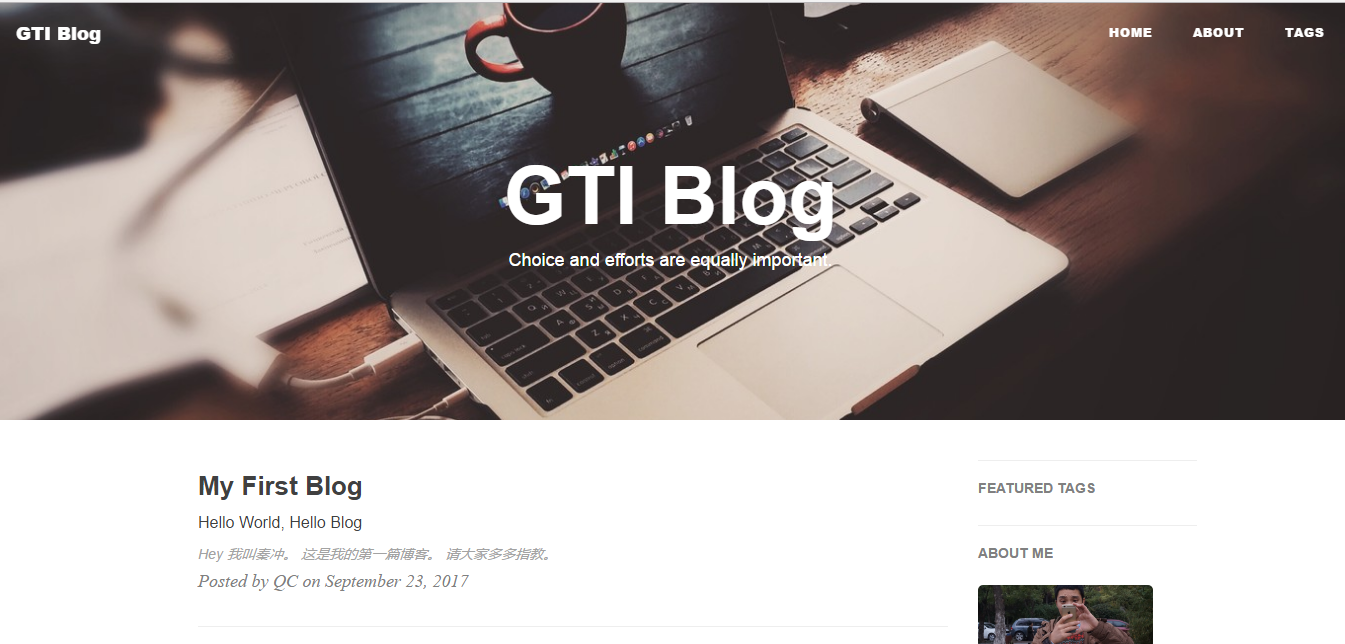 GTI Blog
HOME ABOUT TAGS
GTI Blog
Choice and efforts are equally important.
My First Blog
Hello World, Hello Blog
Hey 我叫秦冲。 这是我的第一篇博客。 请大家多多指教。
Posted by QC on September 23, 2017
FEATURED TAGS
ABOUT ME